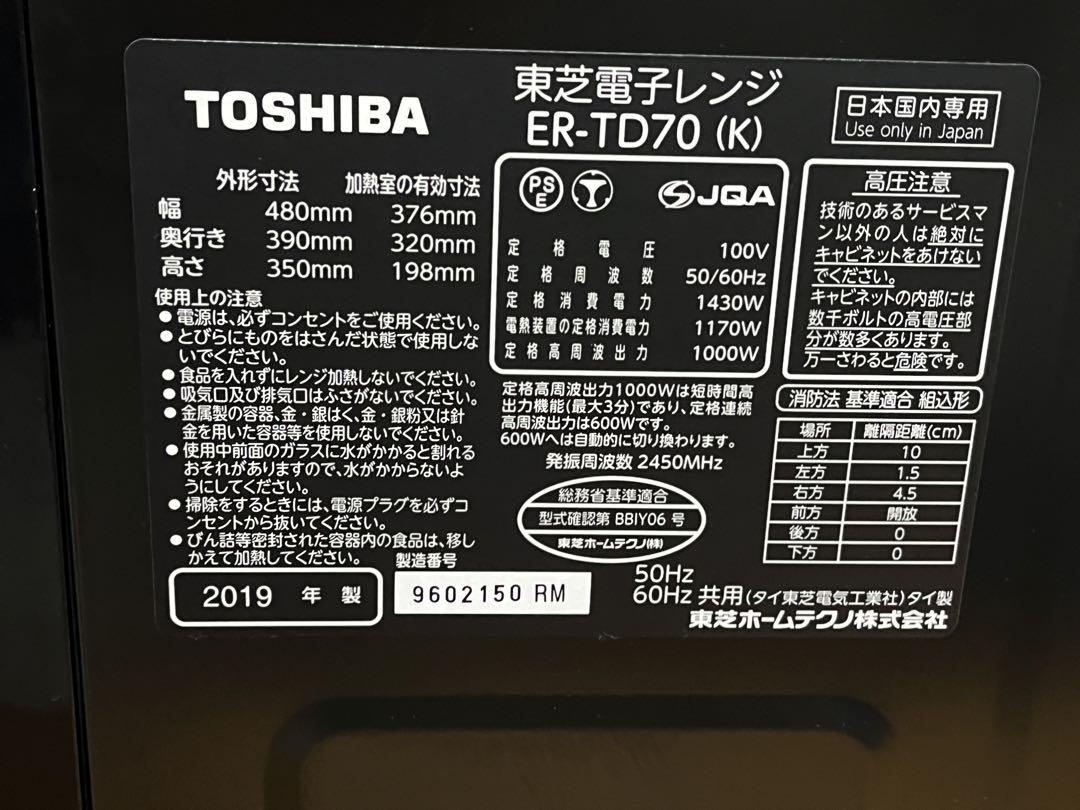 TOSHIBA
東芝電子レンジ
ER-TD70 (K)
日本国内専用
Use only in Japan
外形寸法 加熱室の有効寸法
幅 480mm 376mm
奥行き 390mm 320mm
高さ 350mm 198mm
使用上の注意
●電源は、必ずコンセントをご使用ください。
●とびらにものをはさんだ状態で使用しな
いでください。
●食品を入れずにレンジ加熱しないでください。
●吸気口及び排気口はふさがないでください。
●金属製の容器、金・銀はく、金・銀粉又は針
金を用いた容器等を使用しないでください。
●使用中前面のガラスに水がかかると割れる
おそれがありますので、水がかからないよ
うにしてください。
●掃除をするときには、電源プラグを必ずコ
ンセントから抜いてください。
●びん詰等密封された容器内の食品は、移し
かえて加熱してください。
2019 年 製
製造番号
9602150 RM
PS
E
JQA
定格電圧 100V
定格周波数 50/60Hz
定格消費電力 1430W
電熱装置の定格消費電力 1170W
定格高周波出力 1000W
定格高周波出力1000Wは短時間高
出力機能(最大3分)であり、定格連続
高周波出力は600Wです。
600Wへは自動的に切り換わります。
発振周波数 2450MHz
総務省基準適合
型式確認第 BBIY06 号
東芝ホームテクノ(株)
高圧注意
技術のあるサービスマ
ン以外の人は絶対に
キャビネットをあけない
でください。
キャビネットの内部には
数千ボルトの高電圧部
分が数多くあります。
万一さわると危険です。
消防法 基準適合 組込形
場所 離隔距離(cm)
上方 10
左方 1.5
右方 4.5
前方 開放
後方 0
下方 0
50Hz
60Hz 共用(タイ東芝電気工業社)タイ製
東芝ホームテクノ株式会社